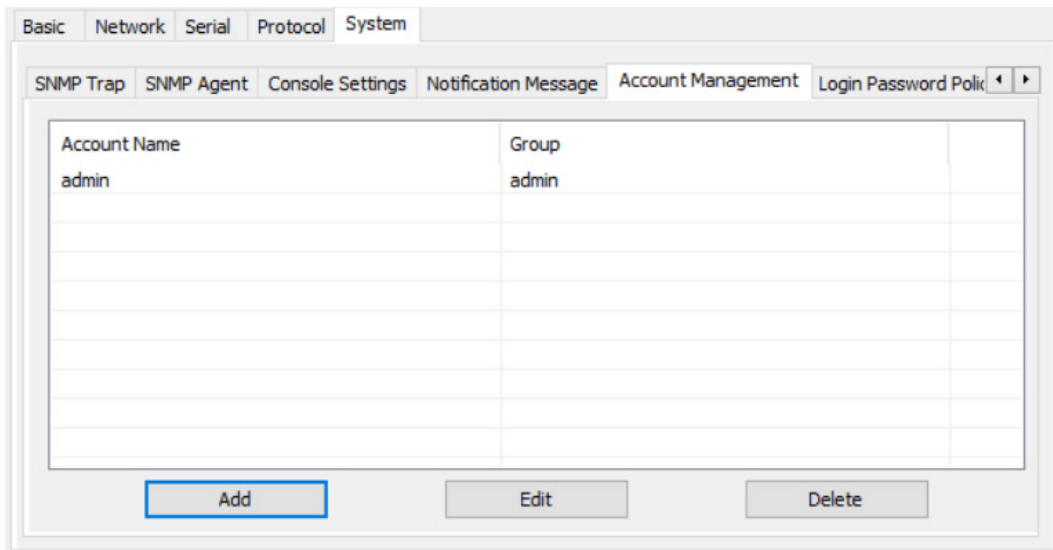 Basic Network Serial Protocol System
SNMP Trap SNMP Agent Console Settings Notification Message Account Management Login Password Polic
Account Name Group
admin admin
Add Edit Delete